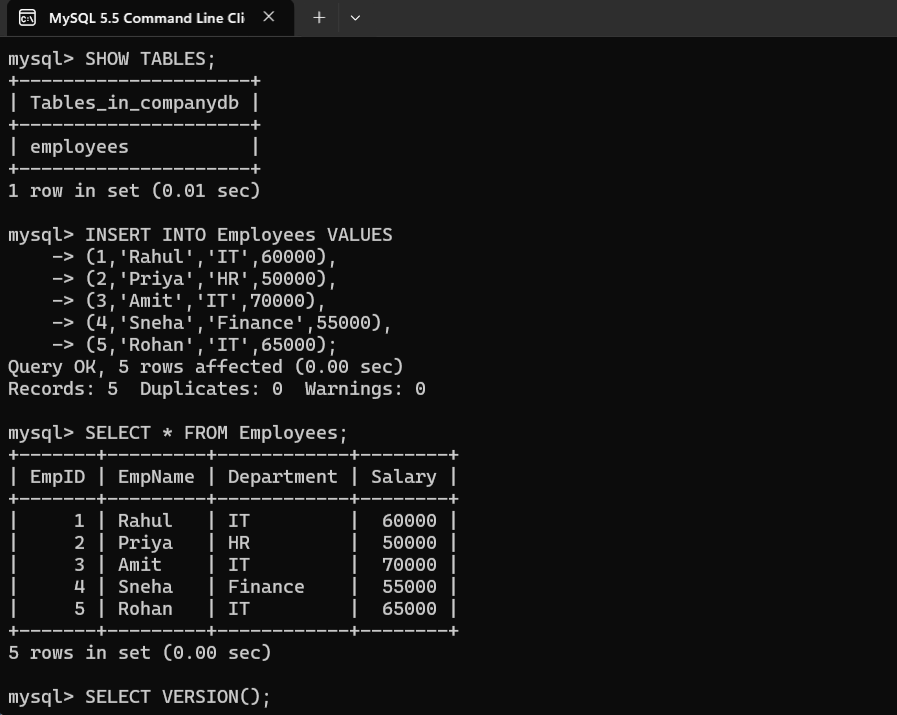 MySQL 5.5 Command Line Cli
mysql> SHOW TABLES;
+---------------------+
| Tables_in_companydb |
+---------------------+
| employees           |
+---------------------+
1 row in set (0.01 sec)
mysql> INSERT INTO Employees VALUES
    -> (1,'Rahul','IT',60000),
    -> (2,'Priya','HR',50000),
    -> (3,'Amit','IT',70000),
    -> (4,'Sneha','Finance',55000),
    -> (5,'Rohan','IT',65000);
Query OK, 5 rows affected (0.00 sec)
Records: 5  Duplicates: 0  Warnings: 0
mysql> SELECT * FROM Employees;
+-------+---------+------------+--------+
| EmpID | EmpName | Department | Salary |
+-------+---------+------------+--------+
|     1 | Rahul   | IT         |  60000 |
|     2 | Priya   | HR         |  50000 |
|     3 | Amit    | IT         |  70000 |
|     4 | Sneha   | Finance    |  55000 |
|     5 | Rohan   | IT         |  65000 |
+-------+---------+------------+--------+
5 rows in set (0.00 sec)
mysql> SELECT VERSION();